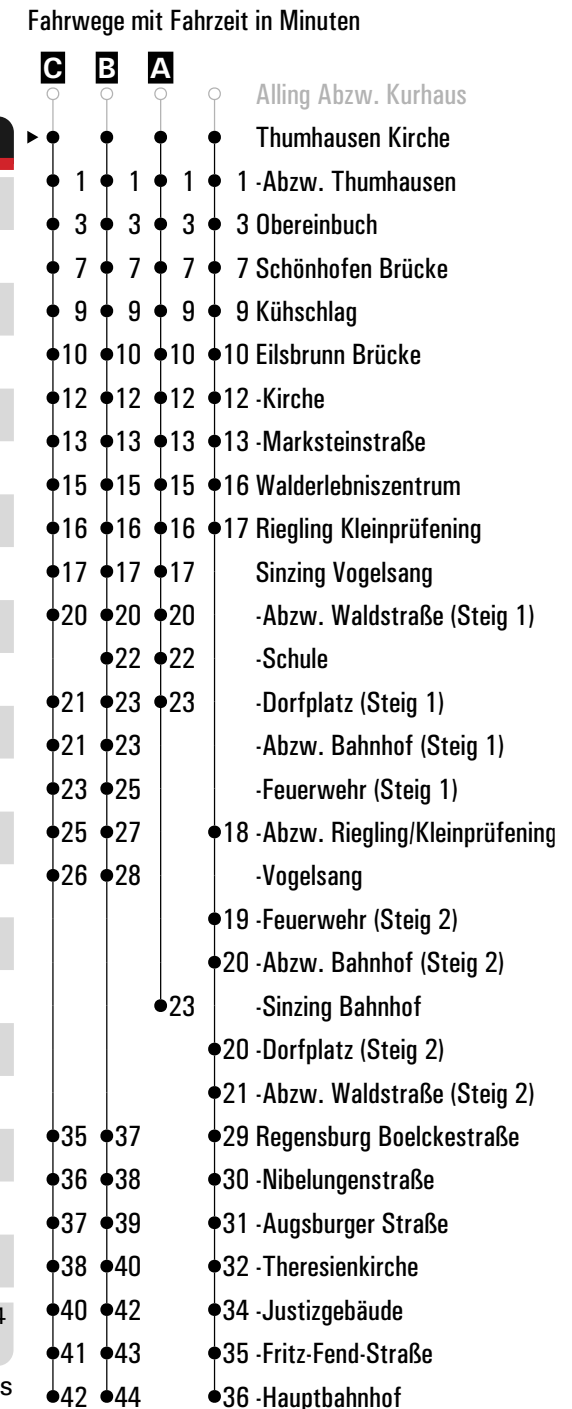 Fahrwege mit Fahrzeit in Minuten
C B A
Alling Abzw. Kurhaus
Thumhausen Kirche
1 1 1 1 -Abzw. Thumhausen
3 3 3 3 Obereinbuch
7 7 7 7 Schönhofen Brücke
9 9 9 9 Kühschlag
10 10 10 10 Eilsbrunn Brücke
12 12 12 12 -Kirche
13 13 13 13 -Marksteinstraße
15 15 15 16 Walderlebniszentrum
16 16 16 17 Riegling Kleinprüfening
17 17 17 Sinzing Vogelsang
20 20 20 -Abzw. Waldstraße (Steig 1)
22 22 -Schule
21 23 23 -Dorfplatz (Steig 1)
21 23 -Abzw. Bahnhof (Steig 1)
23 25 -Feuerwehr (Steig 1)
25 27 18 -Abzw. Riegling/Kleinprüfening
26 28 -Vogelsang
19 -Feuerwehr (Steig 2)
20 -Abzw. Bahnhof (Steig 2)
23 -Sinzing Bahnhof
20 -Dorfplatz (Steig 2)
21 -Abzw. Waldstraße (Steig 2)
35 37 29 Regensburg Boelckestraße
36 38 30 -Nibelungenstraße
37 39 31 -Augsburger Straße
38 40 32 -Theresienkirche
40 42 34 -Justizgebäude
41 43 35 -Fritz-Fend-Straße
s 42 44 36 -Hauptbahnhof